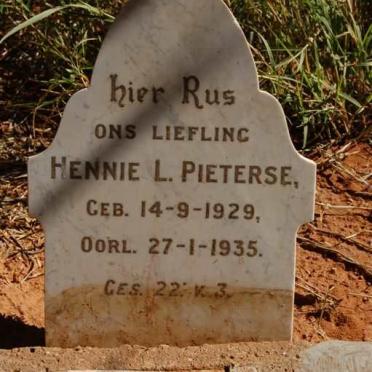 hier Rus
ONS LIEFLING
HENNIE L. PIETERSE,
GEB. 14-9-1929,
OORL. 27-1-1935.
GES. 22: V. 3.